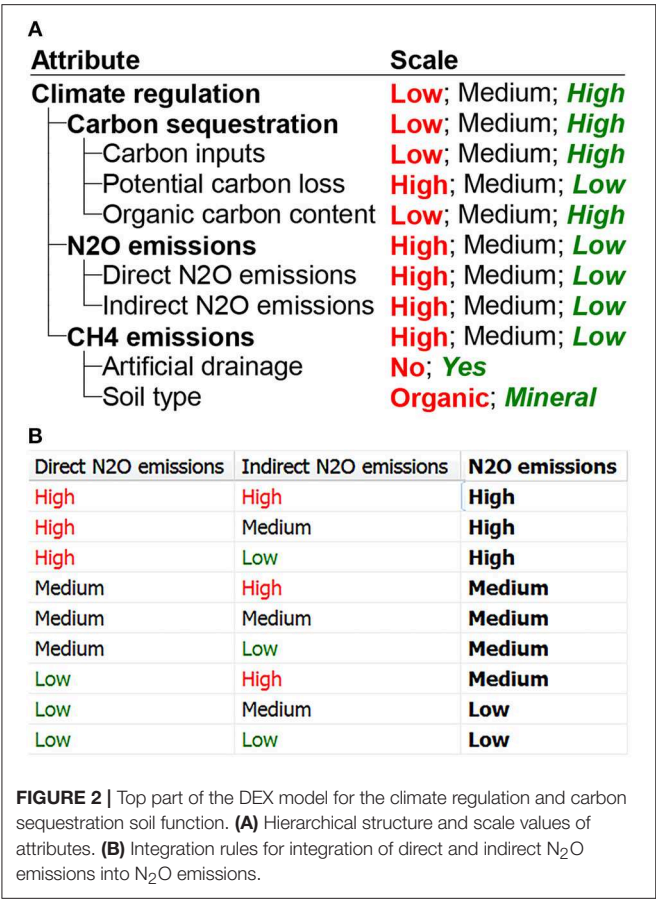 A
Attribute Scale
Climate regulation Low; Medium; High
Carbon sequestration Low; Medium; High
Carbon inputs Low; Medium; High
Potential carbon loss High; Medium; Low
Organic carbon content Low; Medium; High
N2O emissions High; Medium; Low
Direct N2O emissions High; Medium; Low
Indirect N2O emissions High; Medium; Low
CH4 emissions High; Medium; Low
Artificial drainage No; Yes
Soil type Organic; Mineral
B
Direct N2O emissions Indirect N2O emissions N2O emissions
High High High
High Medium High
High Low High
Medium High Medium
Medium Medium Medium
Medium Low Medium
Low High Medium
Low Medium Low
Low Low Low
FIGURE 2 | Top part of the DEX model for the climate regulation and carbon
sequestration soil function. (A) Hierarchical structure and scale values of
attributes. (B) Integration rules for integration of direct and indirect N₂O
emissions into N₂O emissions.